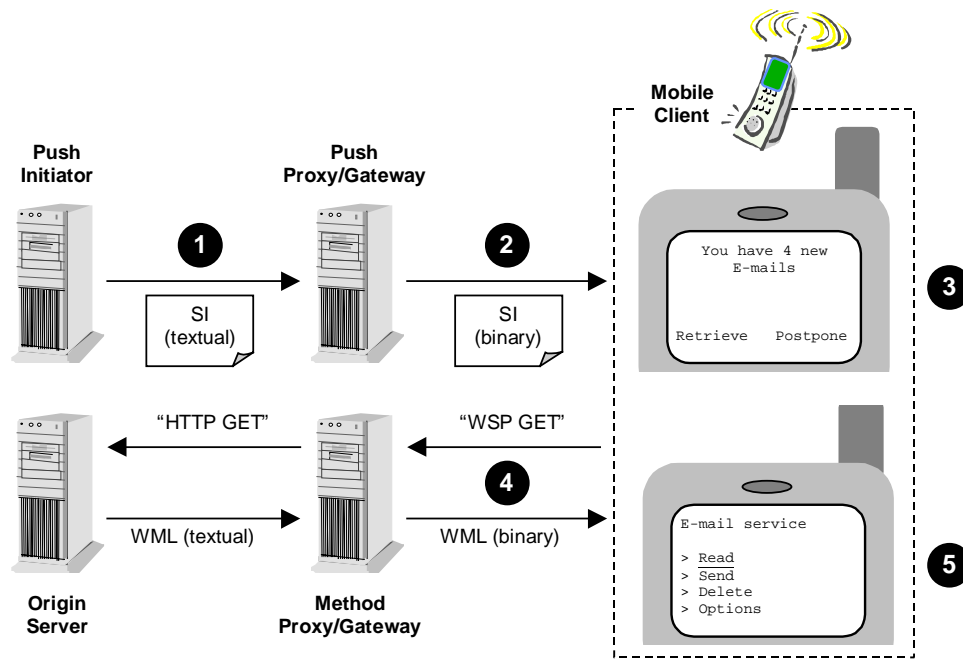 Mobile
Client
Push
Initiator
Push
Proxy/Gateway
1
2
You have 4 new
E-mails
3
SI
(textual)
SI
(binary)
Retrieve Postpone
“HTTP GET”
“WSP GET”
4
WML (textual)
WML (binary)
E-mail service
> Read
> Send
> Delete
> Options
5
Origin
Server
Method
Proxy/Gateway